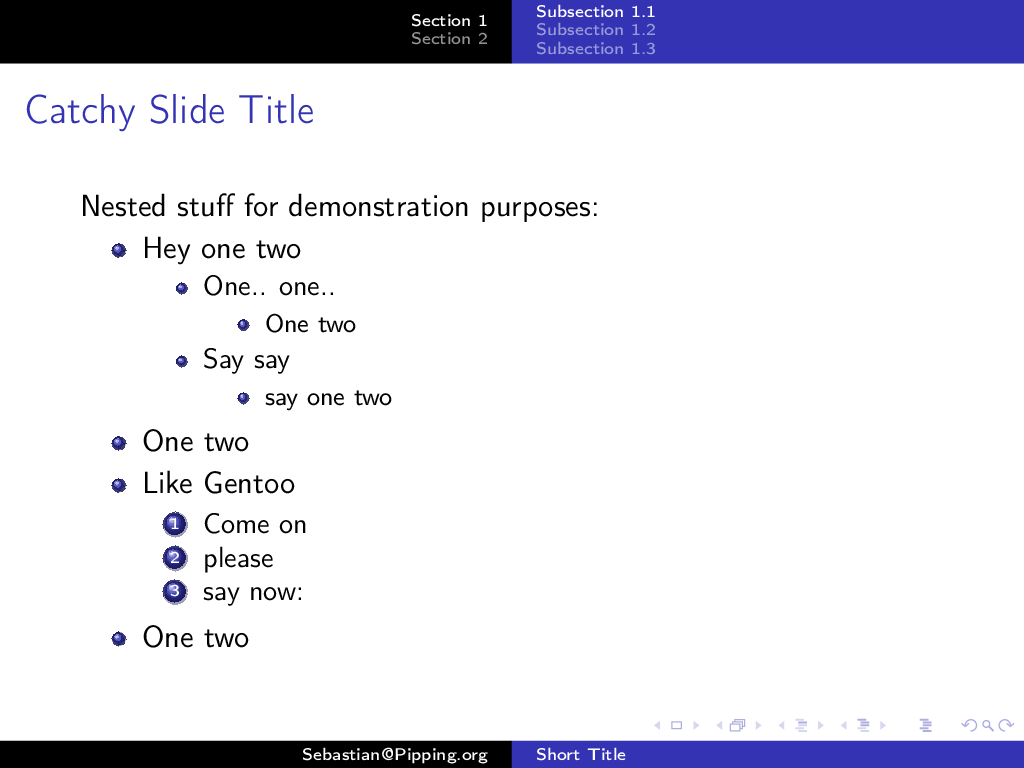 Section 1
Section 2
Subsection 1.1
Subsection 1.2
Subsection 1.3
Catchy Slide Title
Nested stuff for demonstration purposes:
Hey one two
One.. one..
One two
Say say
say one two
One two
Like Gentoo
1 Come on
2 please
3 say now:
One two
Sebastian@Pipping.org
Short Title